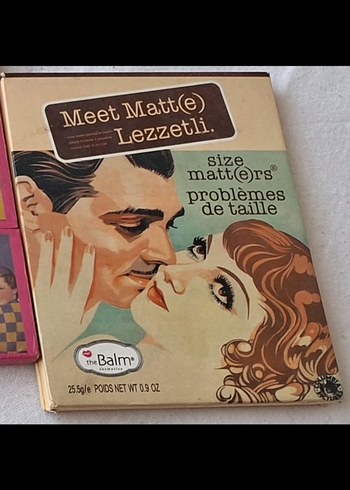 Meet Matt(e)
Lezzetli.
size
matt(e)rs®
problèmes
de taille
the Balm®
cosmetics
25.5g/e POIDS NET WT 0.9 OZ